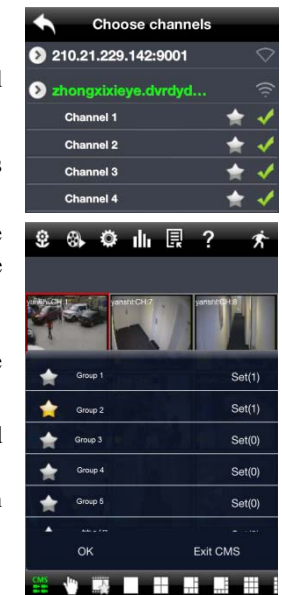 Choose channels
210.21.229.142:9001
zhongxixieye.dvrdyd...
Channel 1
Channel 2
Channel 3
Channel 4
?
yansht:CH:7
yansht:CH:8
Group 1
Set(1)
Group 2
Set(1)
Group 3
Set(0)
Group 4
Set(0)
Group 5
Set(0)
OK
Exit CMS
CMS